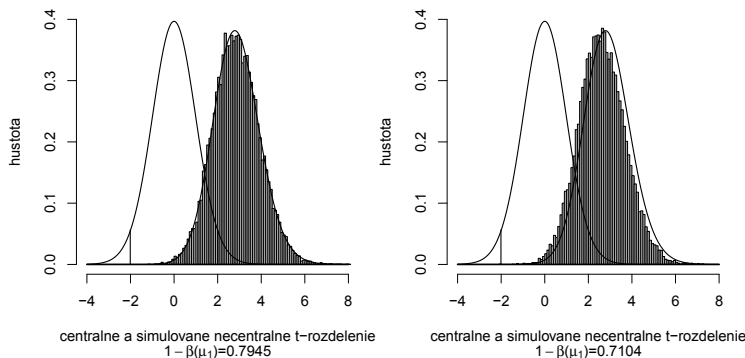 hustota
0.0 0.1 0.2 0.3 0.4
−4 −2 0 2 4 6 8
centralne a simulovane necentralne t−rozdelenie
1 − β(μ₁)=0.7945
hustota
0.0 0.1 0.2 0.3 0.4
−4 −2 0 2 4 6 8
centralne a simulovane necentralne t−rozdelenie
1 − β(μ₁)=0.7104